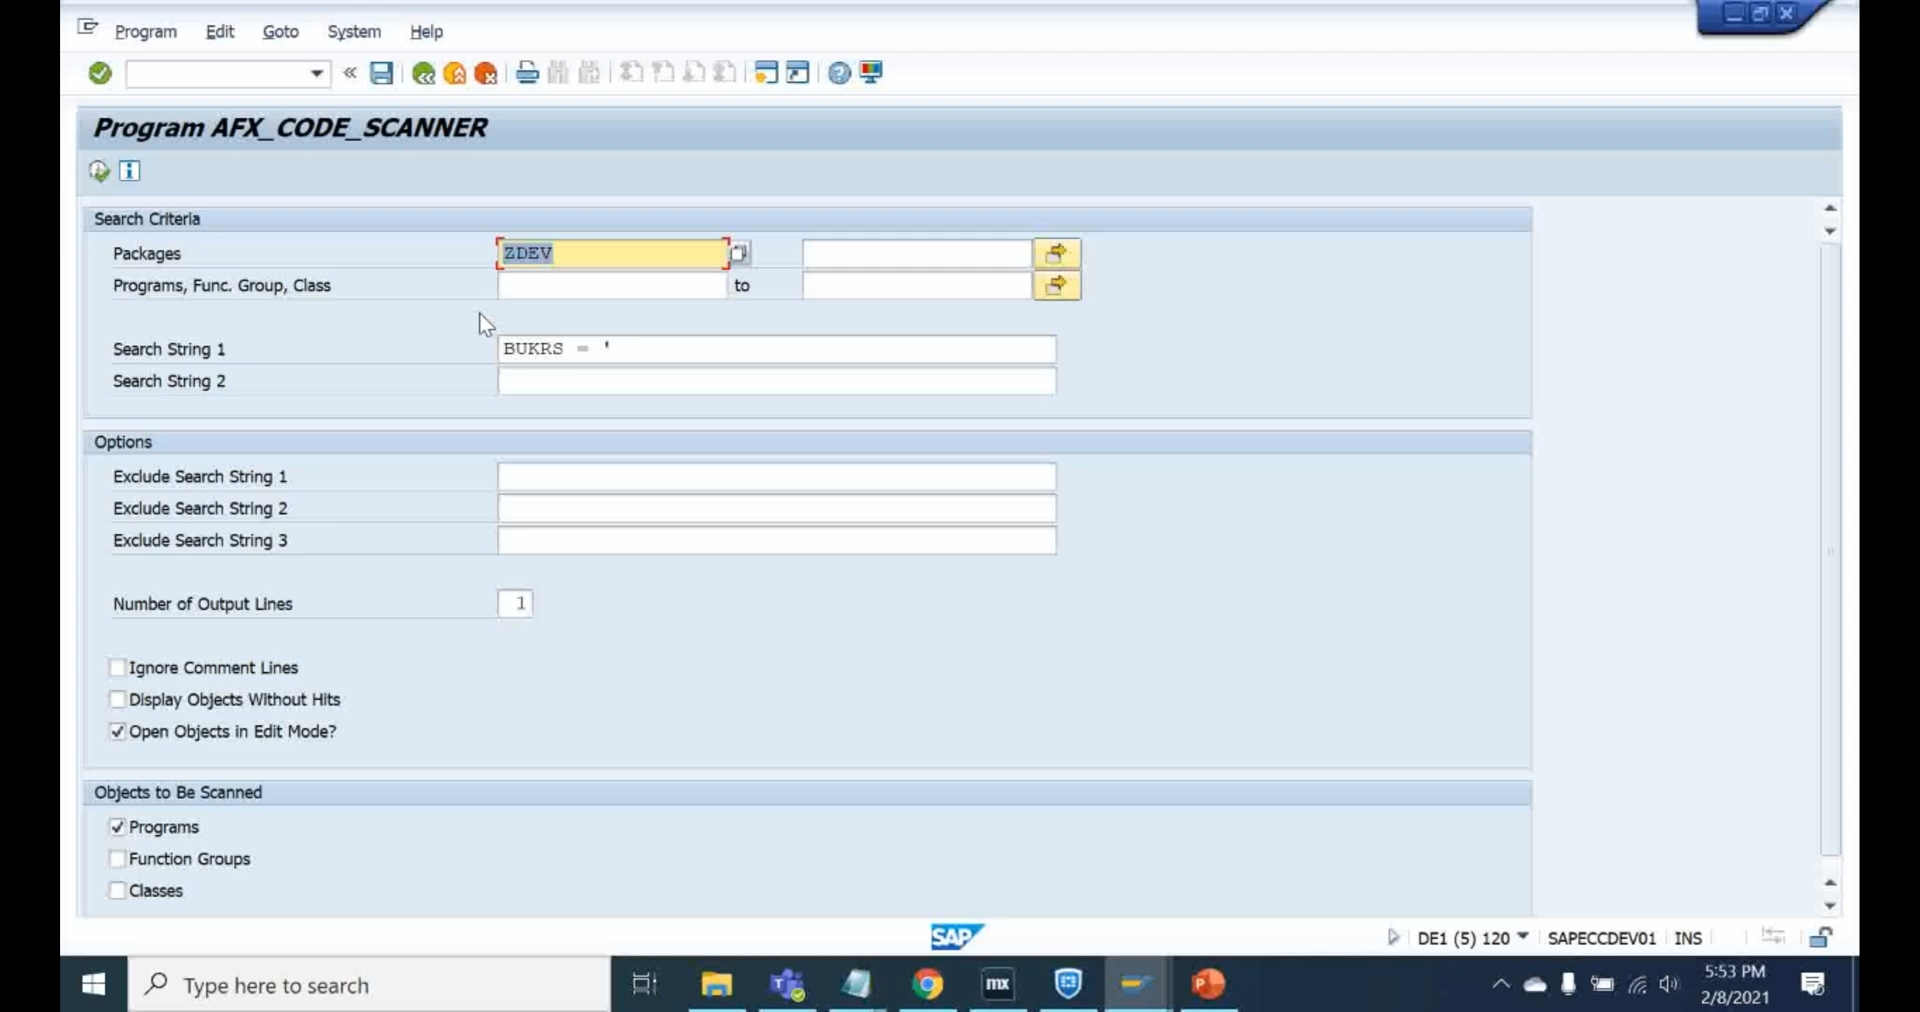 Program Edit Goto System Help
Program AFX_CODE_SCANNER
Search Criteria
Packages ZDEV
Programs, Func. Group, Class to
Search String 1 BUKRS = '
Search String 2
Options
Exclude Search String 1
Exclude Search String 2
Exclude Search String 3
Number of Output Lines 1
Ignore Comment Lines
Display Objects Without Hits
Open Objects in Edit Mode?
Objects to Be Scanned
Programs
Function Groups
Classes
SAP DE1 (5) 120 SAPECCDEV01 INS
Type here to search mx 5:53 PM
2/8/2021